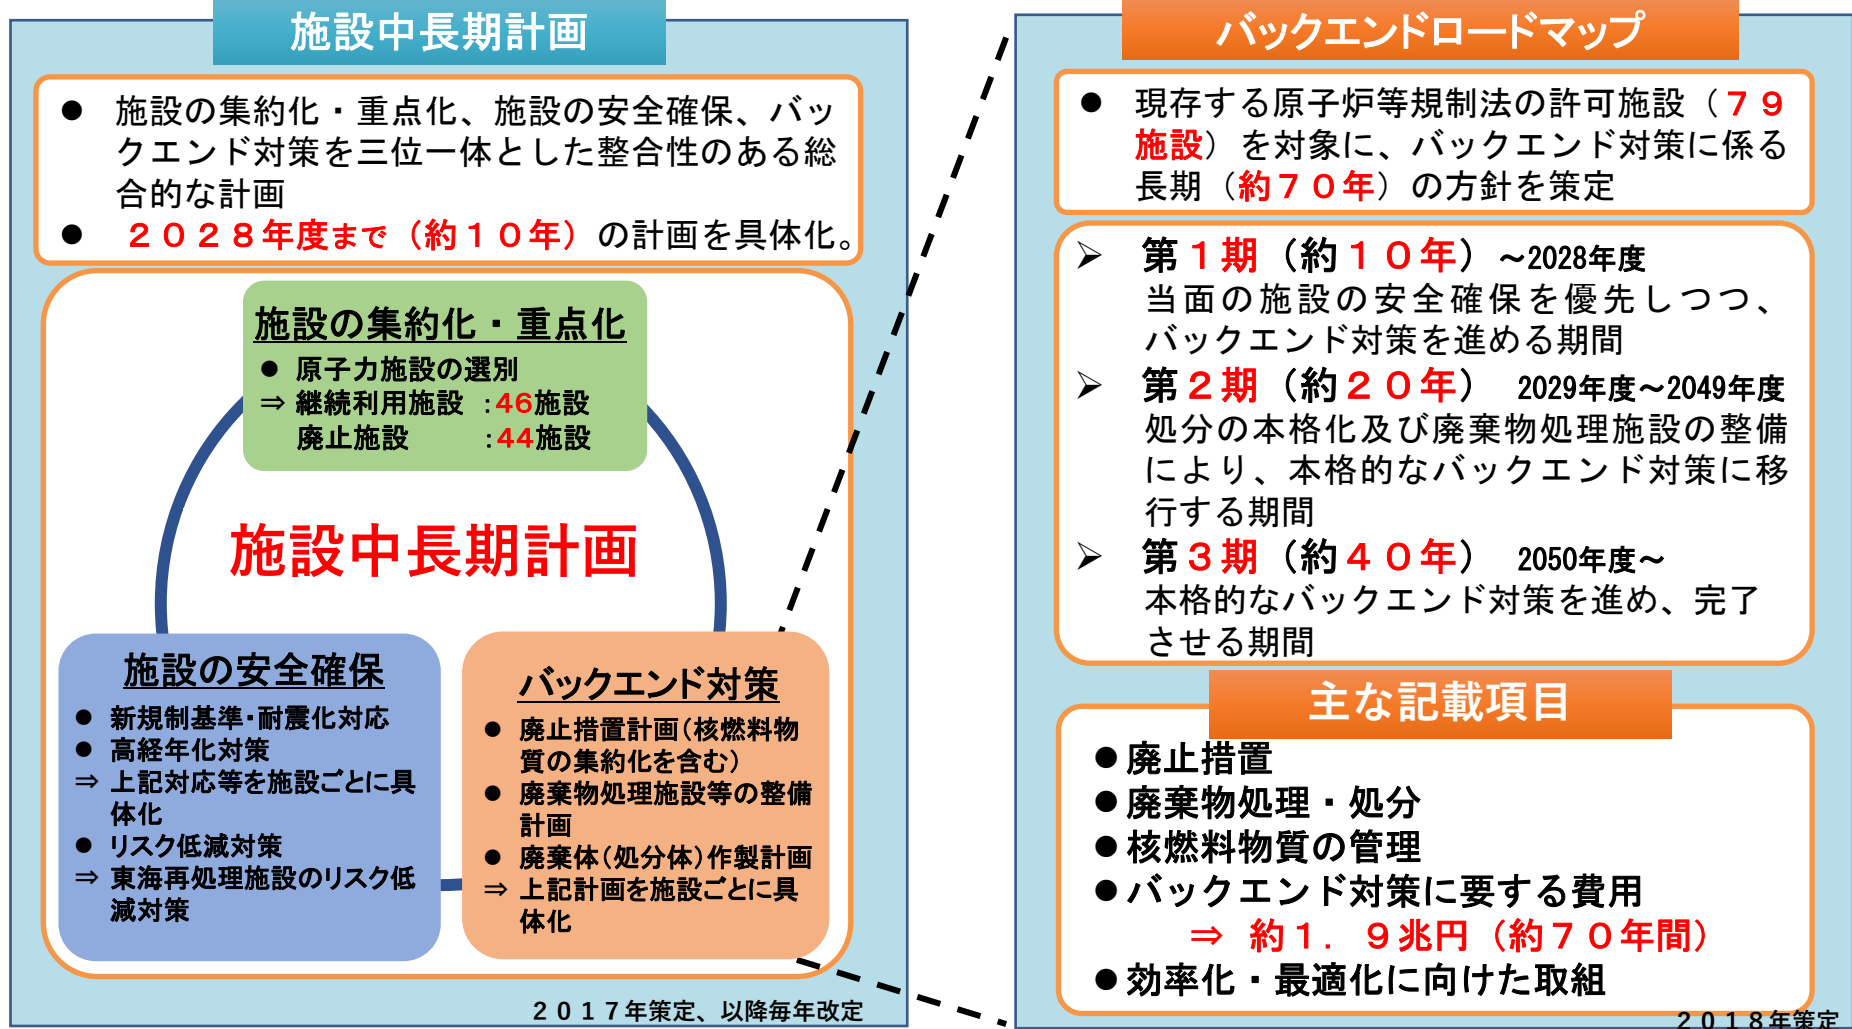 施設中長期計画
● 施設の集約化・重点化、施設の安全確保、バッ
クエンド対策を三位一体とした整合性のある総
合的な計画
● ２０２８年度まで（約１０年）の計画を具体化。
施設の集約化・重点化
● 原子力施設の選別
⇒ 継続利用施設 ：46施設
廃止施設 ：44施設
施設中長期計画
施設の安全確保
● 新規制基準・耐震化対応
● 高経年化対策
⇒ 上記対応等を施設ごとに具
体化
● リスク低減対策
⇒ 東海再処理施設のリスク低
減対策
バックエンド対策
● 廃止措置計画（核燃料物
質の集約化を含む）
● 廃棄物処理施設等の整備
計画
● 廃棄体（処分体）作製計画
⇒ 上記計画を施設ごとに具
体化
２０１７年策定、以降毎年改定
バックエンドロードマップ
● 現存する原子炉等規制法の許可施設（７９
施設）を対象に、バックエンド対策に係る
長期（約７０年）の方針を策定
➢ 第１期（約１０年）～2028年度
当面の施設の安全確保を優先しつつ、
バックエンド対策を進める期間
➢ 第２期（約２０年） 2029年度～2049年度
処分の本格化及び廃棄物処理施設の整備
により、本格的なバックエンド対策に移
行する期間
➢ 第３期（約４０年） 2050年度～
本格的なバックエンド対策を進め、完了
させる期間
主な記載項目
●廃止措置
●廃棄物処理・処分
●核燃料物質の管理
●バックエンド対策に要する費用
⇒ 約１．９兆円（約７０年間）
●効率化・最適化に向けた取組
２０１８年策定